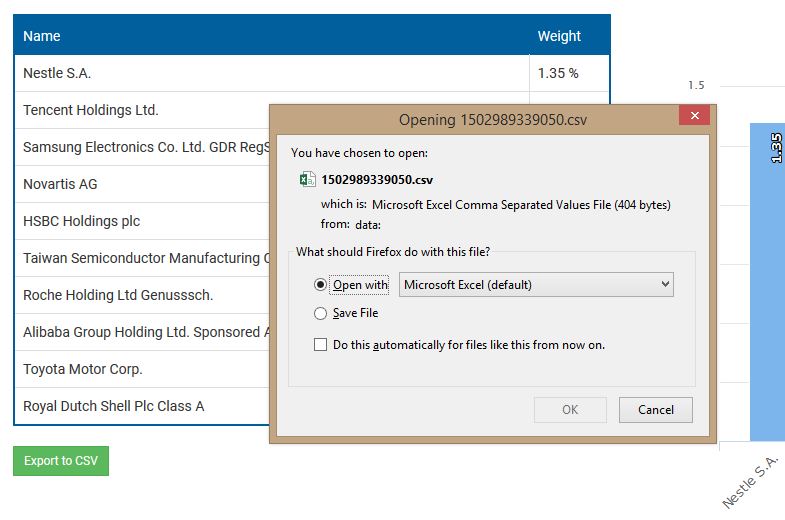 Name Weight
Nestle S.A. 1.35 %
1.5
Tencent Holdings Ltd.
Opening 1502989339050.csv
Samsung Electronics Co. Ltd. GDR RegS
You have chosen to open:
1.35
Novartis AG
1502989339050.csv
which is: Microsoft Excel Comma Separated Values File (404 bytes)
HSBC Holdings plc
from: data:
Taiwan Semiconductor Manufacturing
What should Firefox do with this file?
Roche Holding Ltd Genusssch.
Open with Microsoft Excel (default)
Save File
Alibaba Group Holding Ltd. Sponsored
Do this automatically for files like this from now on.
Toyota Motor Corp.
Royal Dutch Shell Plc Class A
OK Cancel
Export to CSV
Nestle S.A.